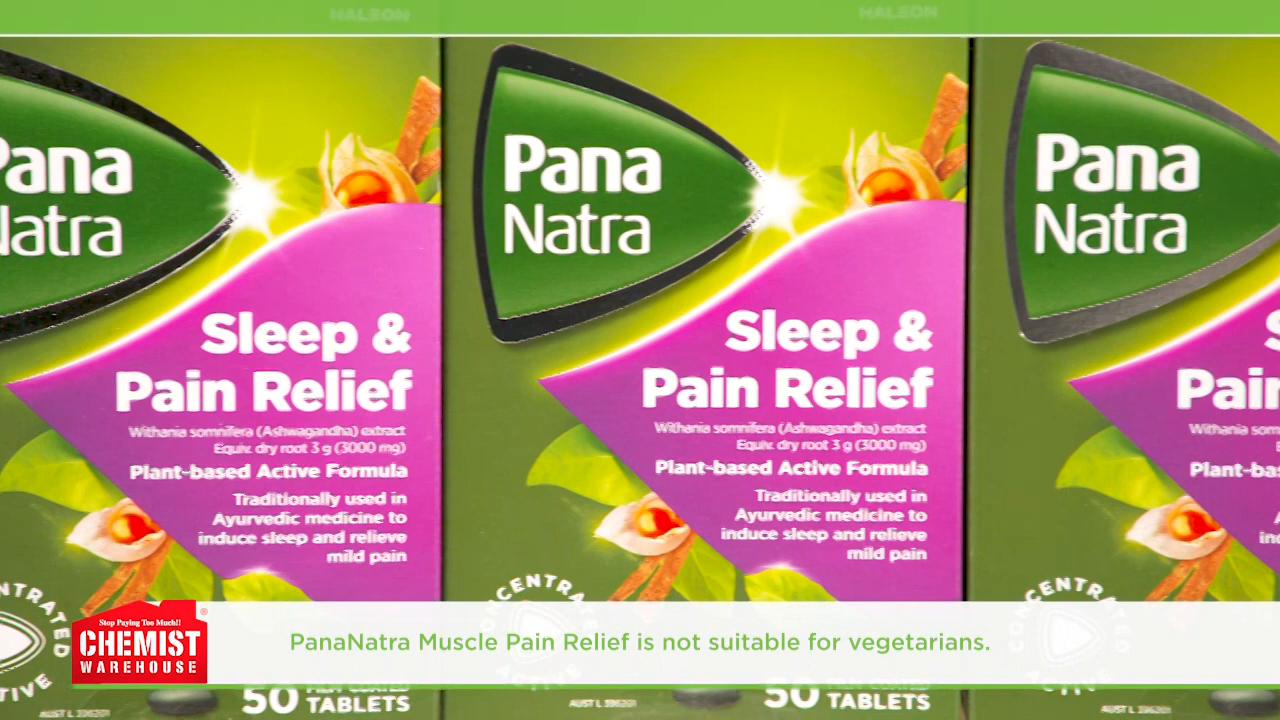 HALEON
HALEON
Pana
Natra
Sleep &
Pain Relief
Withania somnifera (Ashwagandha) extract
Equiv. dry root 3 g (3000 mg)
Plant-based Active Formula
Traditionally used in
Ayurvedic medicine to
induce sleep and relieve
mild pain
50
TABLETS
Pana
Natra
Sleep &
Pain Relief
Withania somnifera (Ashwagandha) extract
Equiv. dry root 3 g (3000 mg)
Plant-based Active Formula
Traditionally used in
Ayurvedic medicine to
induce sleep and relieve
mild pain
50
TABLETS
Pana
Natra
Pain
Stop Paying Too Much!!
CHEMIST
WAREHOUSE
PanaNatra Muscle Pain Relief is not suitable for vegetarians.